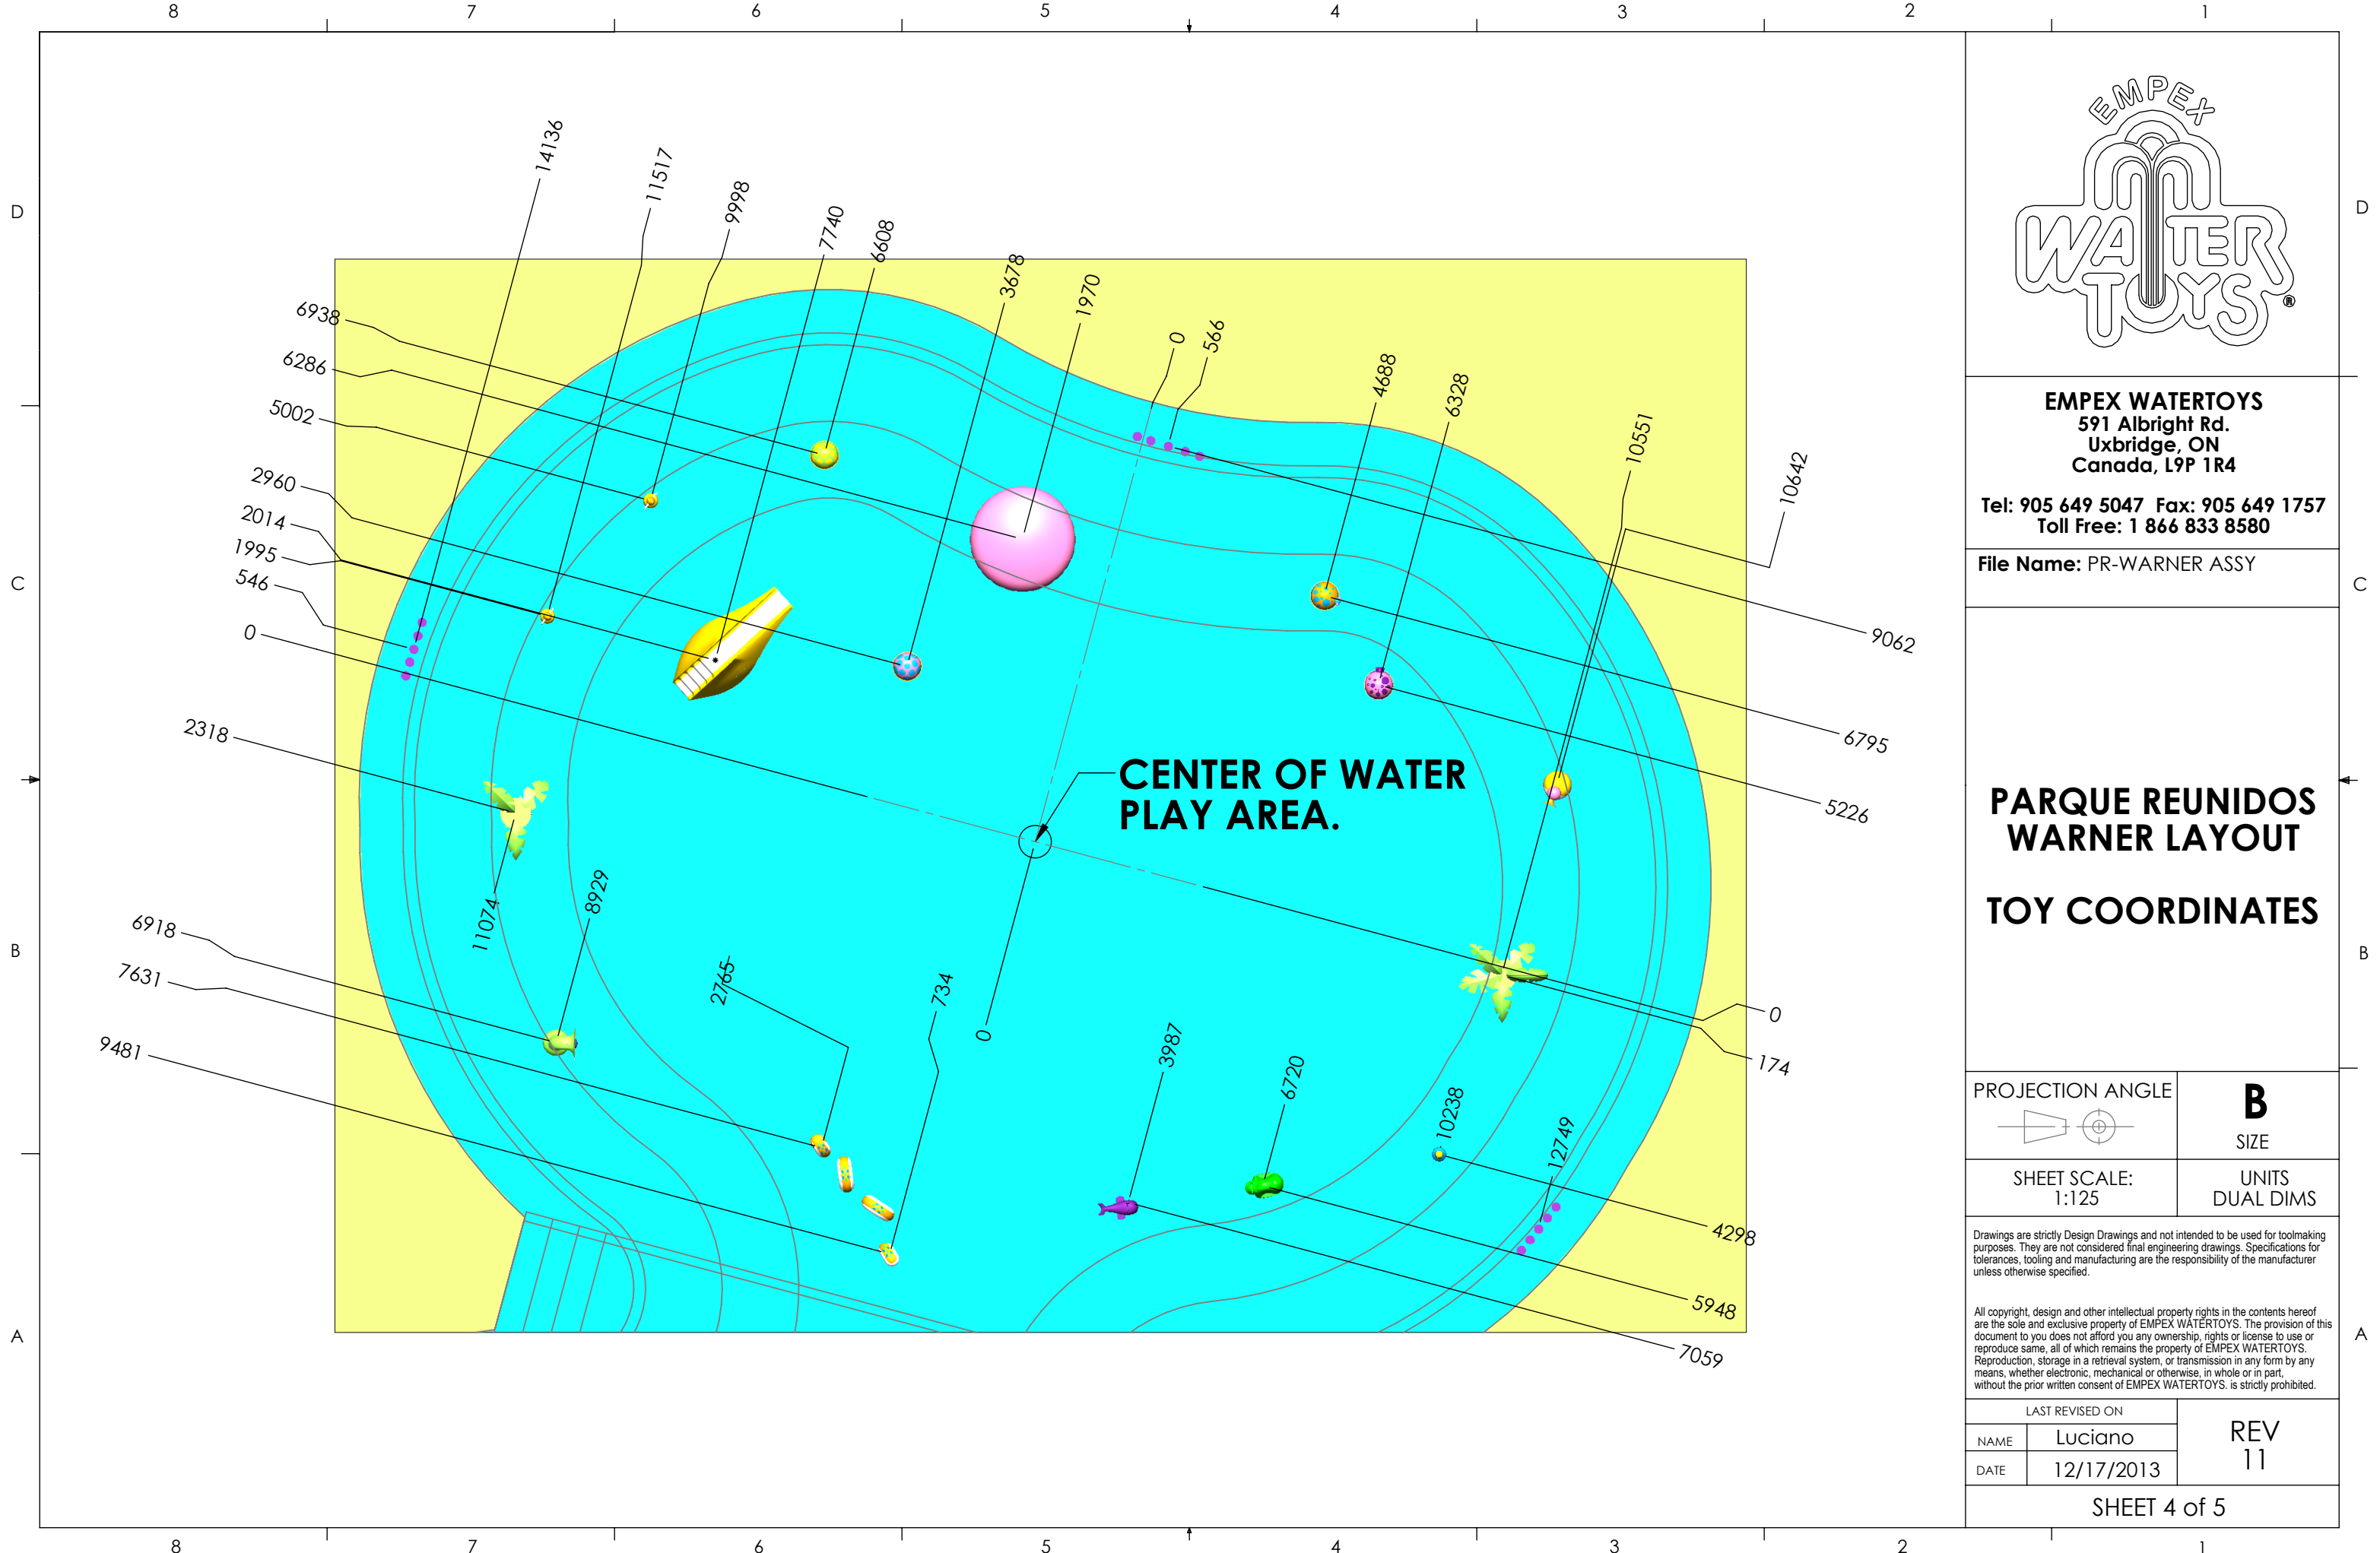 8 7 6 5 4 3 2 1
D
C
B
A
14136
11517
9998
7740
6608
3678
1970
0
566
4688
6328
10551
10642
6938
6286
5002
2960
2014
1995
546
0
2318
11074
8929
6918
7631
9481
2765
734
0
3987
6720
10238
12749
9062
6795
5226
0
174
4298
5948
7059
CENTER OF WATER
PLAY AREA.
D
C
B
A
8 7 6 5 4 3 2 1
EMPEX
WATER
TOYS®
EMPEX WATERTOYS
591 Albright Rd.
Uxbridge, ON
Canada, L9P 1R4
Tel: 905 649 5047 Fax: 905 649 1757
Toll Free: 1 866 833 8580
File Name: PR-WARNER ASSY
PARQUE REUNIDOS
WARNER LAYOUT
TOY COORDINATES
PROJECTION ANGLE
B
SIZE
SHEET SCALE:
1:125
UNITS
DUAL DIMS
Drawings are strictly Design Drawings and not intended to be used for toolmaking
purposes. They are not considered final engineering drawings. Specifications for
tolerances, tooling and manufacturing are the responsibility of the manufacturer
unless otherwise specified.
All copyright, design and other intellectual property rights in the contents hereof
are the sole and exclusive property of EMPEX WATERTOYS. The provision of this
document to you does not afford you any ownership, rights or license to use or
reproduce same, all of which remains the property of EMPEX WATERTOYS.
Reproduction, storage in a retrieval system, or transmission in any form by any
means, whether electronic, mechanical or otherwise, in whole or in part,
without the prior written consent of EMPEX WATERTOYS. is strictly prohibited.
LAST REVISED ON
NAME Luciano
DATE 12/17/2013
REV
11
SHEET 4 of 5